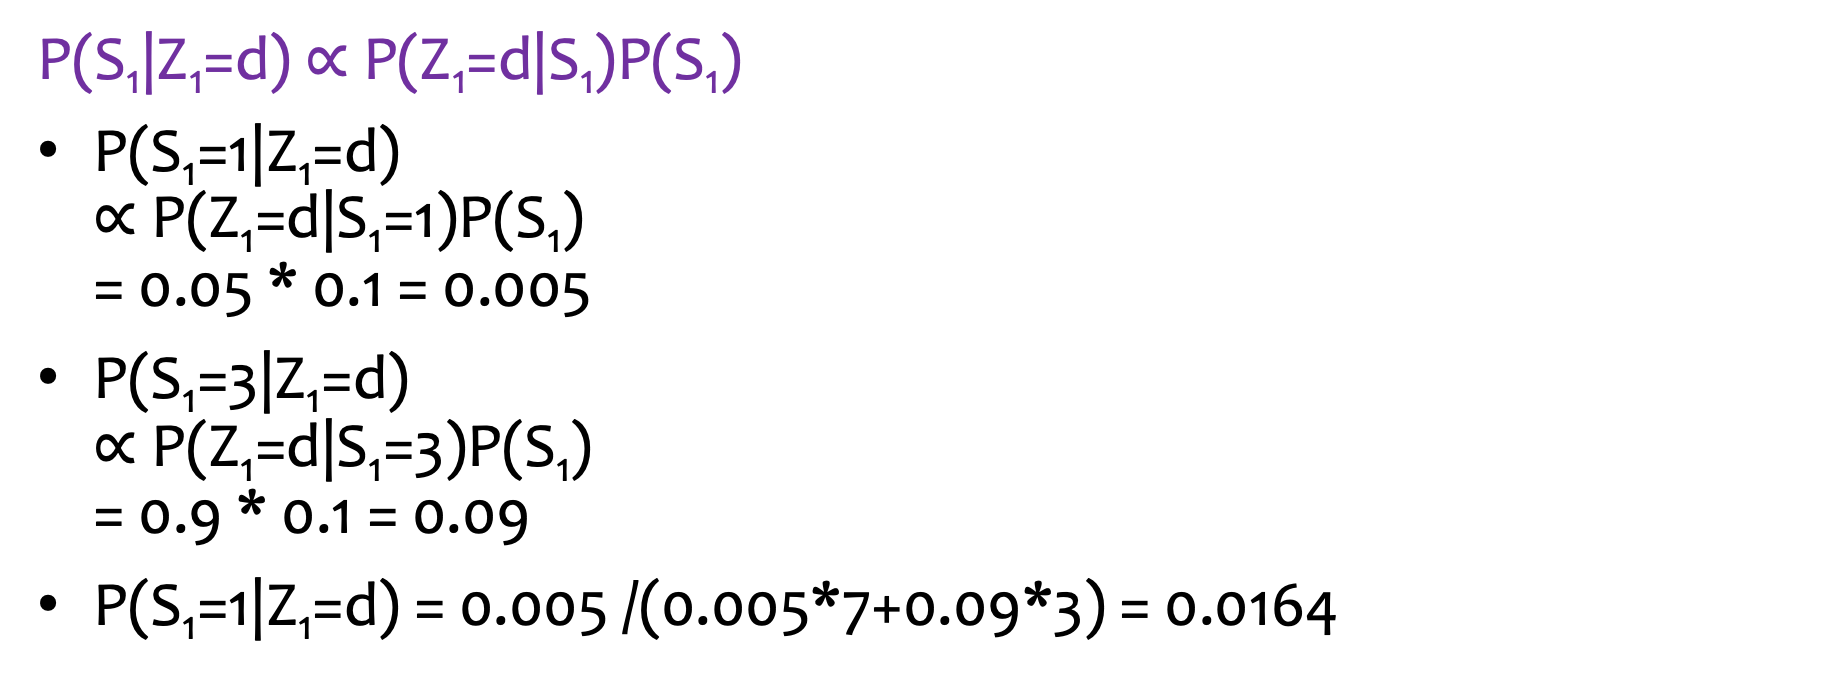 P(S₁|Z₁=d) ∝ P(Z₁=d|S₁)P(S₁)
• P(S₁=1|Z₁=d)
∝ P(Z₁=d|S₁=1)P(S₁)
= 0.05 * 0.1 = 0.005
• P(S₁=3|Z₁=d)
∝ P(Z₁=d|S₁=3)P(S₁)
= 0.9 * 0.1 = 0.09
• P(S₁=1|Z₁=d) = 0.005 /(0.005*7+0.09*3) = 0.0164